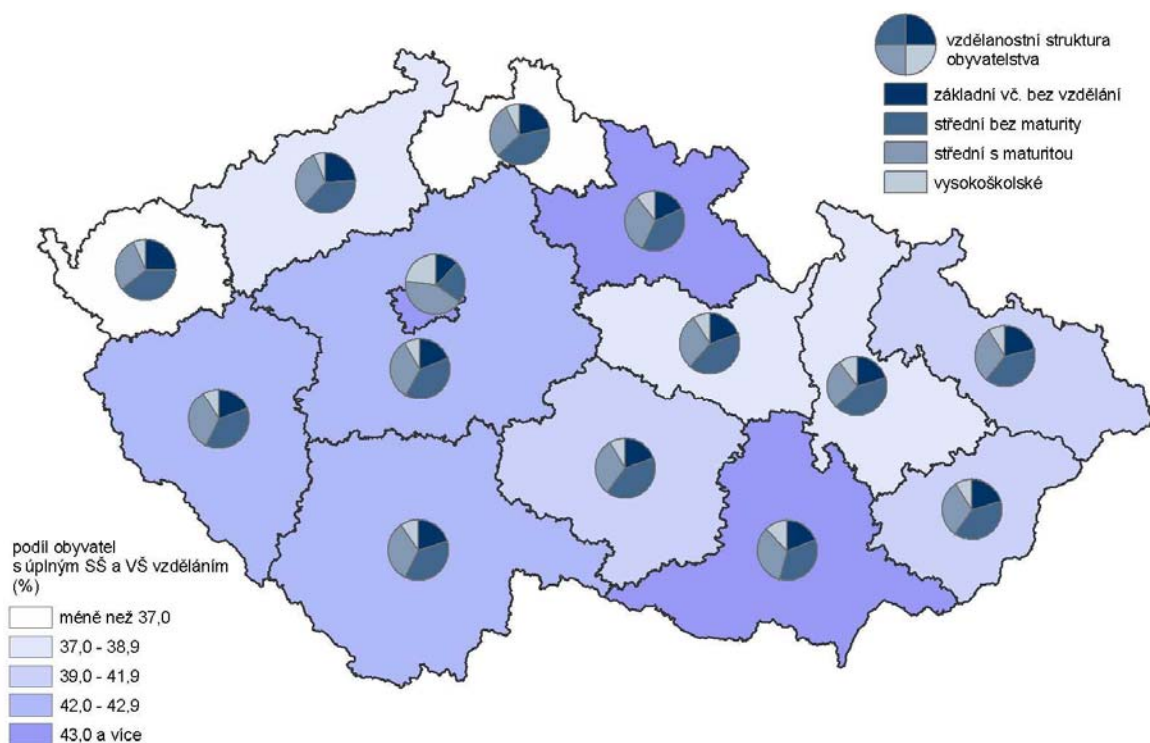 vzdělanostní struktura
obyvatelstva
základní vč. bez vzdělání
střední bez maturity
střední s maturitou
vysokoškolské
podíl obyvatel
s úplným SŠ a VŠ vzděláním
(%)
méně než 37,0
37,0 - 38,9
39,0 - 41,9
42,0 - 42,9
43,0 a více